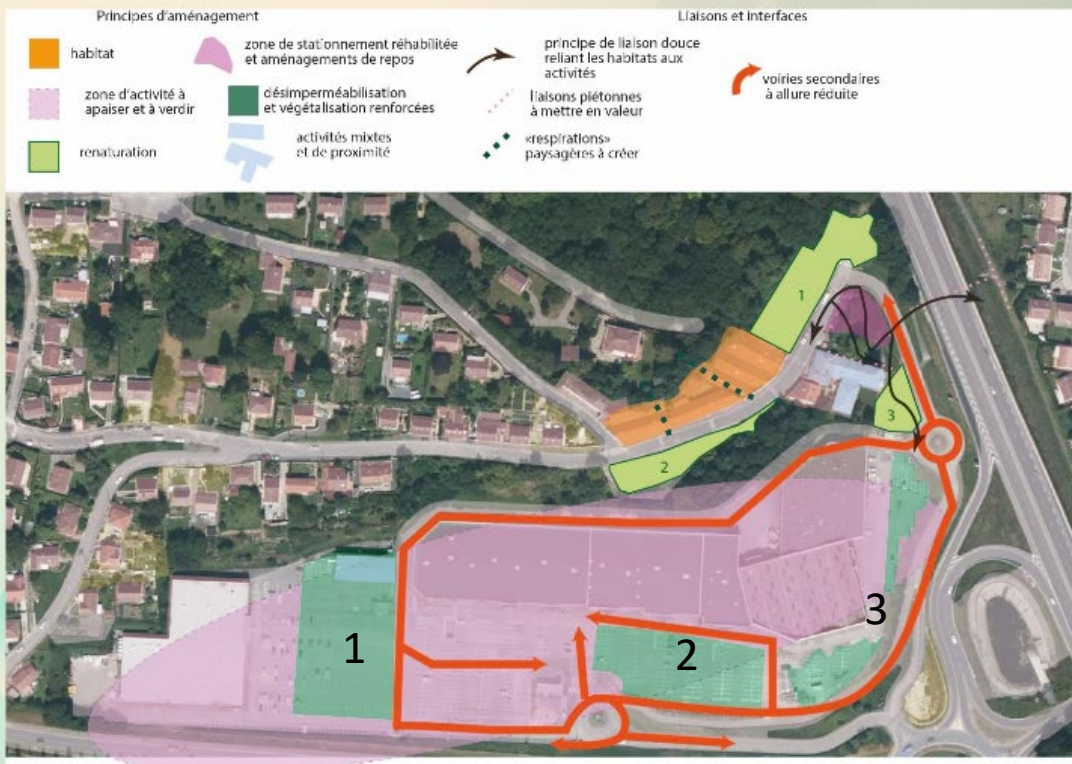 Principes d'aménagement
Liaisons et interfaces
habitat
zone de stationnement réhabilitée
et aménagements de repos
principe de liaison douce
reliant les habitats aux
activités
voiries secondaires
à allure réduite
zone d'activité à
apaiser et à verdir
désimperméabilisation
et végétalisation renforcées
liaisons piétonnes
à mettre en valeur
renaturation
activités mixtes
et de proximité
«respirations»
paysagères à créer
1
3
2
3
1
2